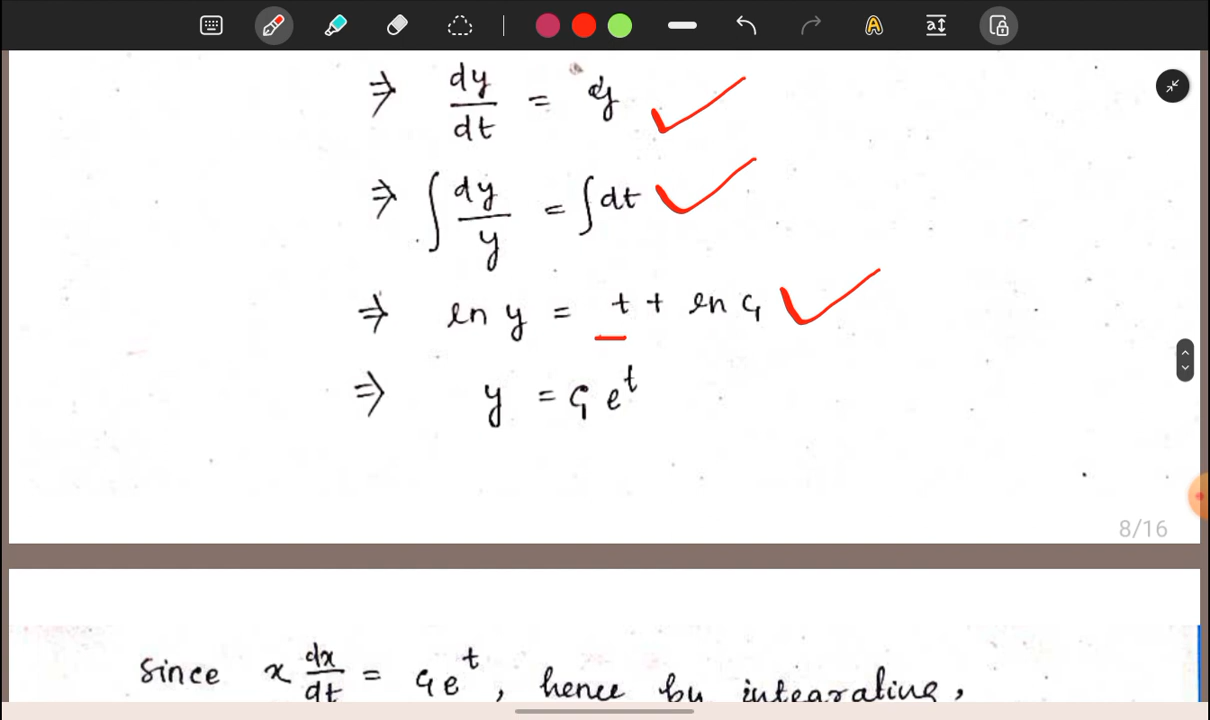 ⇒ dy/dt = y
⇒ ∫ dy/y = ∫ dt
⇒ ln y = t + ln c₁
⇒ y = c₁ e^t
8/16
Since x dx/dt = c₁e^t, hence by integrating,